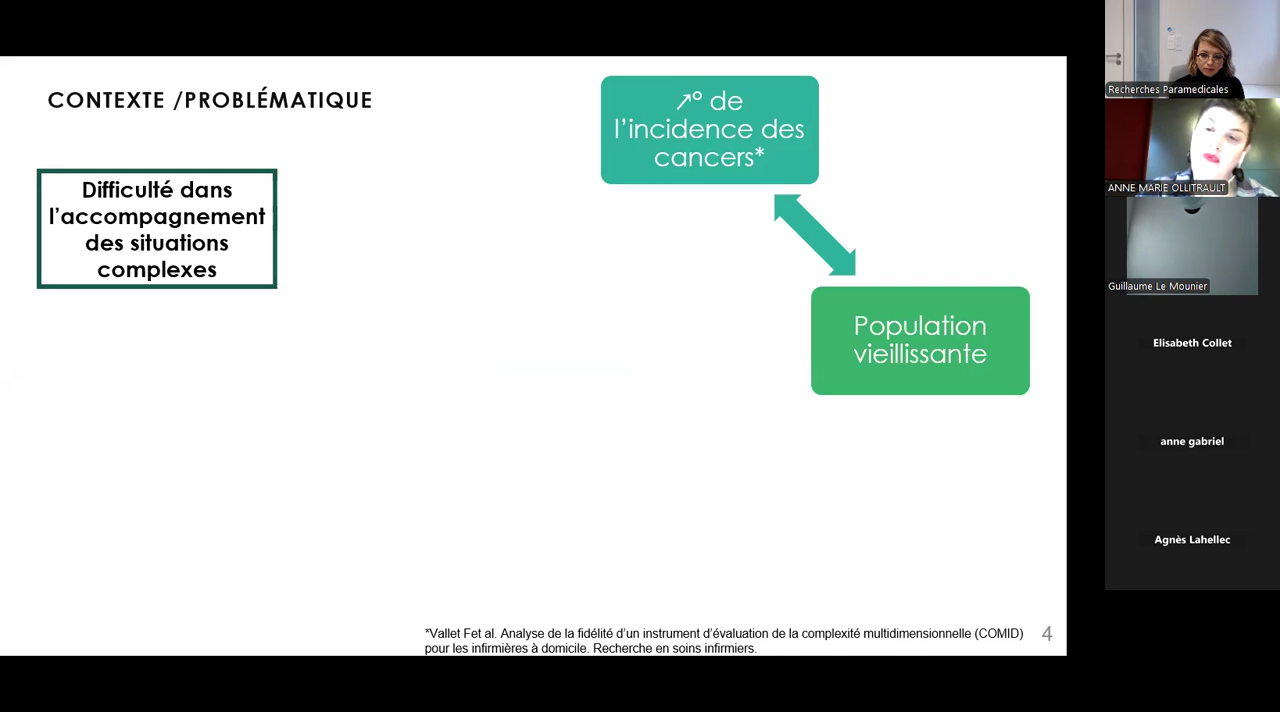 CONTEXTE /PROBLÉMATIQUE
Difficulté dans
l'accompagnement
des situations
complexes
↗° de
l'incidence des
cancers*
Population
vieillissante
*Vallet Fet al. Analyse de la fidélité d'un instrument d'évaluation de la complexité multidimensionnelle (COMID)
pour les infirmières à domicile. Recherche en soins infirmiers.
4
Recherches Paramedicales
ANNE MARIE OLLITRAULT
Guillaume Le Mounier
Elisabeth Collet
anne gabriel
Agnès Lahellec